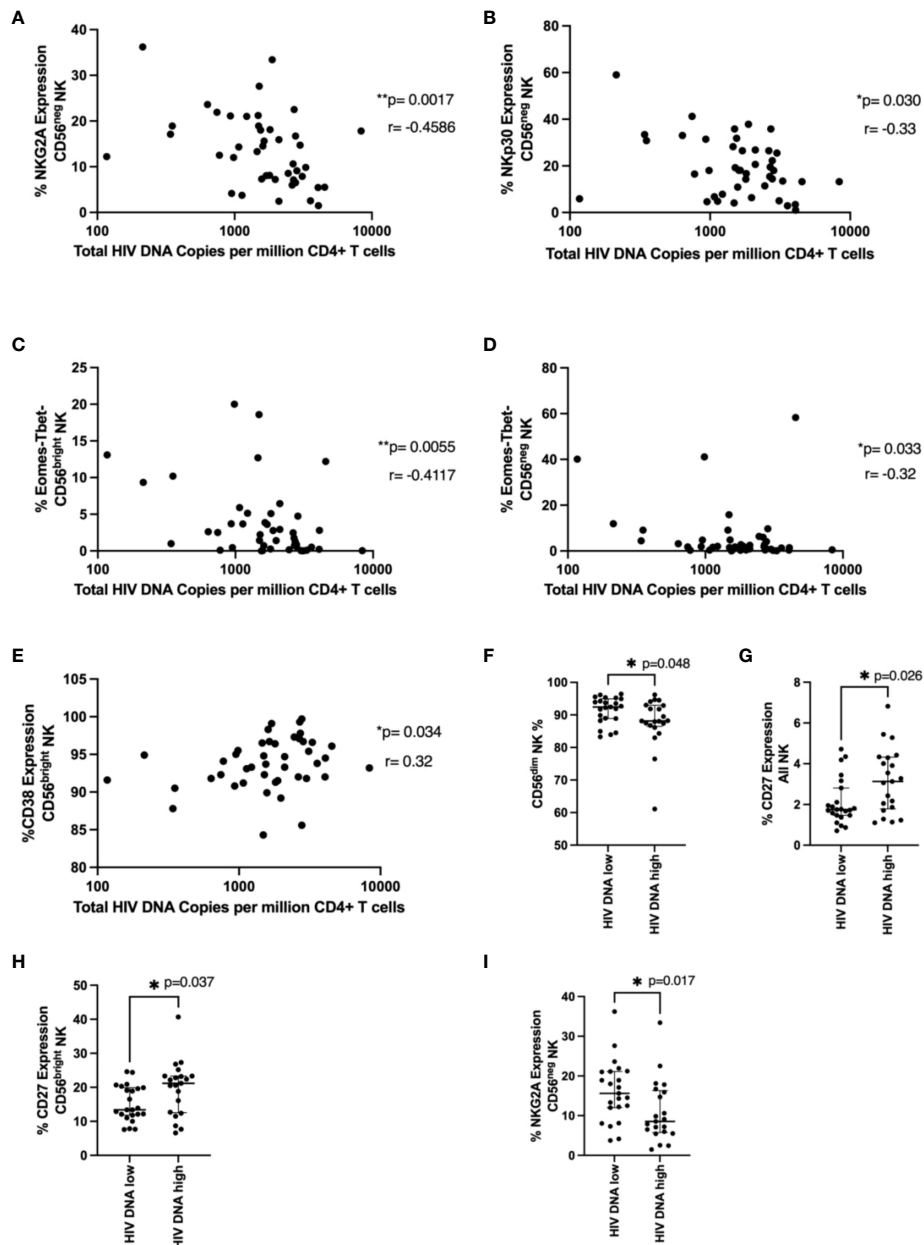 A
% NKG2A Expression
CD56neg NK
40
30
20
10
0
100
1000
10000
Total HIV DNA Copies per million CD4+ T cells
**p= 0.0017
r= -0.4586
B
% NKp30 Expression
CD56neg NK
80
60
40
20
0
100
1000
10000
Total HIV DNA Copies per million CD4+ T cells
*p= 0.030
r= -0.33
C
% Eomes-Tbet-
CD56bright NK
25
20
15
10
5
0
100
1000
10000
Total HIV DNA Copies per million CD4+ T cells
**p= 0.0055
r= -0.4117
D
% Eomes-Tbet-
CD56neg NK
80
60
40
20
0
100
1000
10000
Total HIV DNA Copies per million CD4+ T cells
*p= 0.033
r= -0.32
E
%CD38 Expression
CD56bright NK
105
100
95
90
85
80
100
1000
10000
Total HIV DNA Copies per million CD4+ T cells
*p= 0.034
r= 0.32
F
CD56dim NK %
* p=0.048
100
90
80
70
60
50
HIV DNA low
HIV DNA high
G
% CD27 Expression
All NK
* p=0.026
8
6
4
2
0
HIV DNA low
HIV DNA high
H
% CD27 Expression
CD56bright NK
* p=0.037
50
40
30
20
10
0
HIV DNA low
HIV DNA high
I
% NKG2A Expression
CD56neg NK
* p=0.017
40
30
20
10
0
HIV DNA low
HIV DNA high